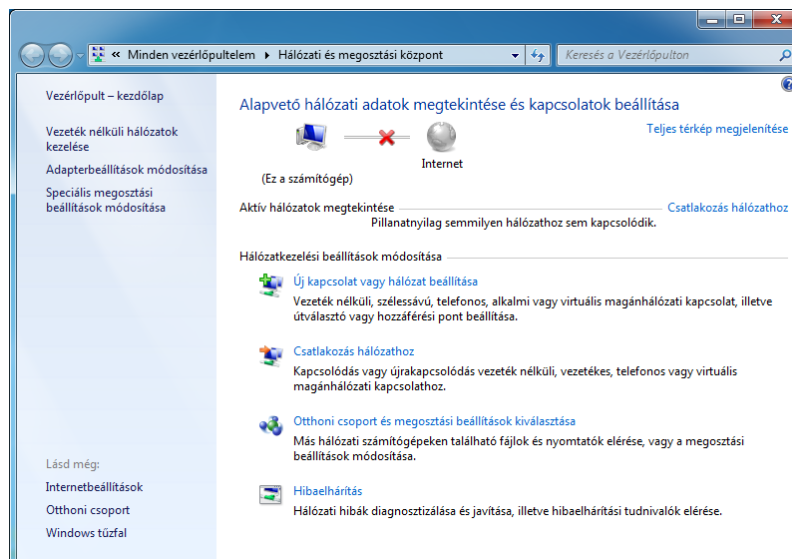 « Minden vezérlőpultelem ▸ Hálózati és megosztási központ
Keresés a Vezérlőpulton
Vezérlőpult – kezdőlap
Vezeték nélküli hálózatok
kezelése
Adapterbeállítások módosítása
Speciális megosztási
beállítások módosítása
Alapvető hálózati adatok megtekintése és kapcsolatok beállítása
Teljes térkép megjelenítése
Internet
(Ez a számítógép)
Aktív hálózatok megtekintése
Csatlakozás hálózathoz
Pillanatnyilag semmilyen hálózathoz sem kapcsolódik.
Hálózatkezelési beállítások módosítása
Új kapcsolat vagy hálózat beállítása
Vezeték nélküli, szélessávú, telefonos, alkalmi vagy virtuális magánhálózati kapcsolat, illetve
útválasztó vagy hozzáférési pont beállítása.
Csatlakozás hálózathoz
Kapcsolódás vagy újrakapcsolódás vezeték nélküli, vezetékes, telefonos vagy virtuális
magánhálózati kapcsolathoz.
Otthoni csoport és megosztási beállítások kiválasztása
Más hálózati számítógépeken található fájlok és nyomtatók elérése, vagy a megosztási
beállítások módosítása.
Hibaelhárítás
Hálózati hibák diagnosztizálása és javítása, illetve hibaelhárítási tudnivalók elérése.
Lásd még:
Internetbeállítások
Otthoni csoport
Windows tűzfal